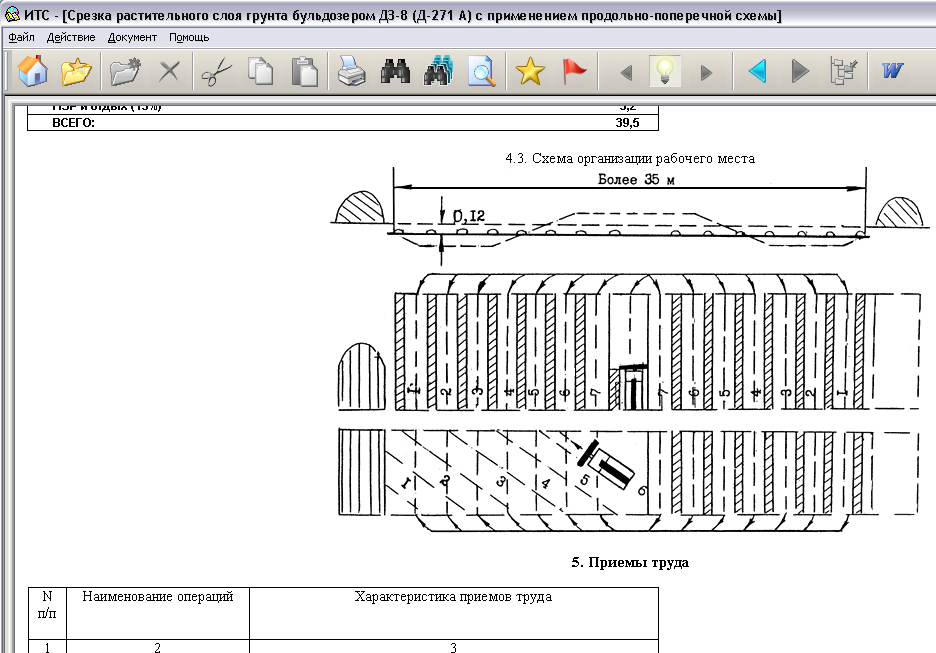 ИТС - [Срезка растительного слоя грунта бульдозером ДЗ-8 (Д-271 А) с применением продольно-поперечной схемы]
Файл Действие Документ Помощь
W
ПЗР и отдых (15%) 5,2
ВСЕГО: 39,5
4.3. Схема организации рабочего места
Более 35 м
0,12
1 2 3 4 5 6 7 7 6 5 4 3 2 1
1 2 3 4 5 6
5. Приемы труда
N п/п Наименование операций Характеристика приемов труда
1 2 3